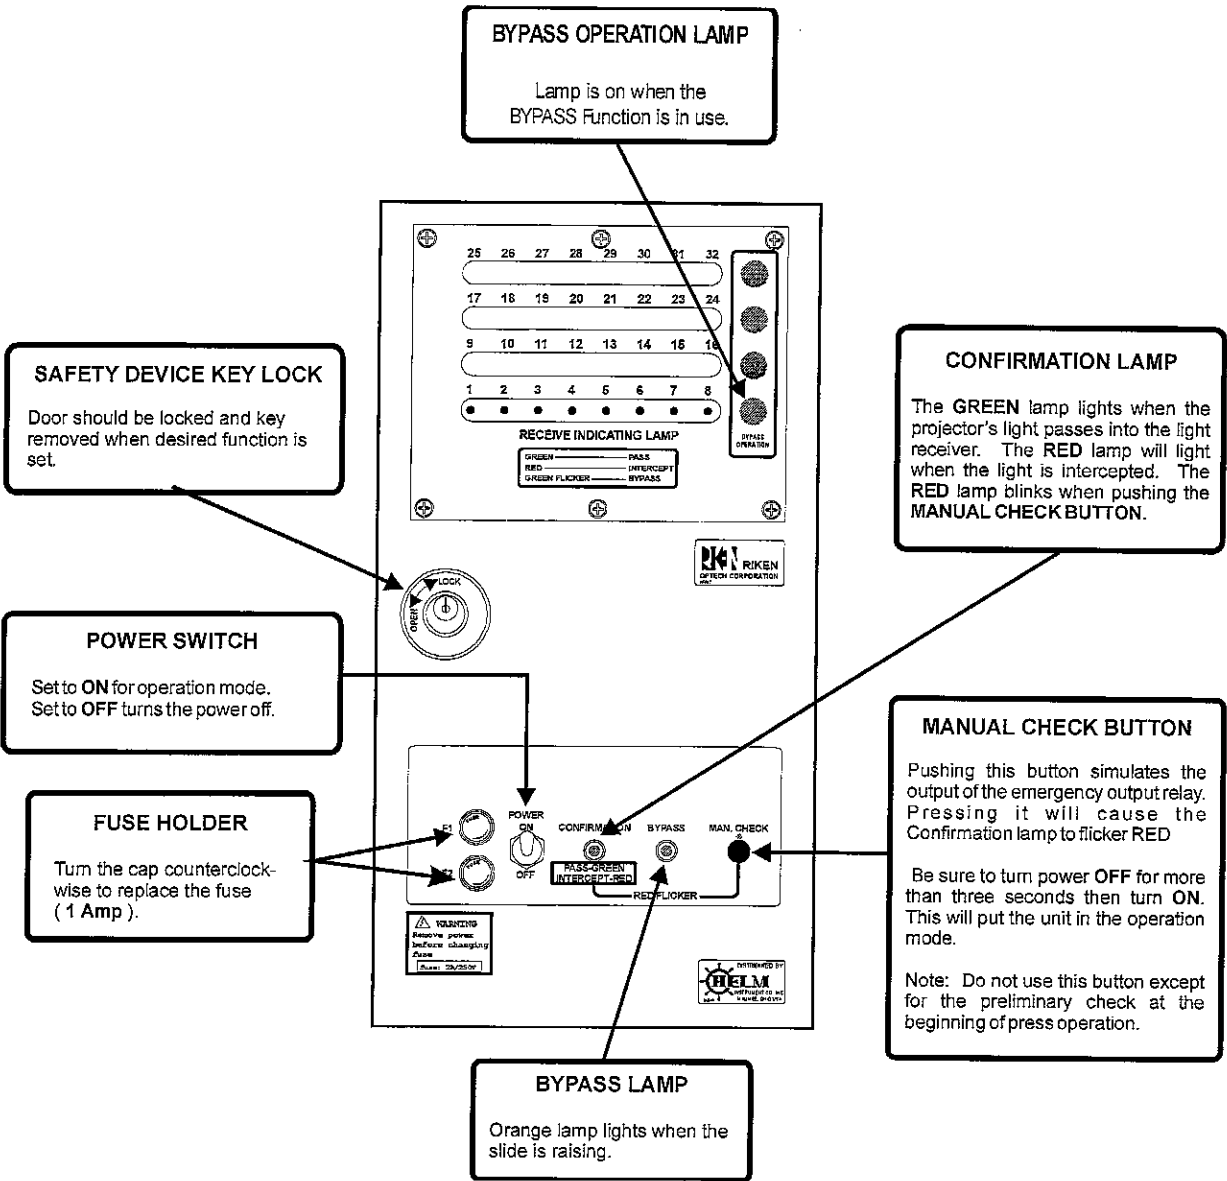 BYPASS OPERATION LAMP
Lamp is on when the
BYPASS Function is in use.
25 26 27 28 29 30 31 32
17 18 19 20 21 22 23 24
9 10 11 12 13 14 15 16
1 2 3 4 5 6 7 8
BYPASS
OPERATION
RECEIVE INDICATING LAMP
GREEN PASS
RED INTERCEPT
GREEN FLICKER BYPASS
SAFETY DEVICE KEY LOCK
Door should be locked and key
removed when desired function is
set.
CONFIRMATION LAMP
The GREEN lamp lights when the
projector's light passes into the light
receiver. The RED lamp will light
when the light is intercepted. The
RED lamp blinks when pushing the
MANUAL CHECK BUTTON.
RIKEN
OPTECH CORPORATION
LOCK
OPEN
POWER SWITCH
Set to ON for operation mode.
Set to OFF turns the power off.
FUSE HOLDER
Turn the cap counterclock-
wise to replace the fuse
( 1 Amp ).
POWER
ON
OFF
F1
CONFIRMATION
BYPASS
MAN. CHECK
PASS-GREEN
INTERCEPT-RED
RED FLICKER
WARNING
Remove power
before changing
fuse
Fuse: 2A/250V
DISTRIBUTED BY
HELM
INSTRUMENT CO. INC.
MANUAL CHECK BUTTON
Pushing this button simulates the
output of the emergency output relay.
Pressing it will cause the
Confirmation lamp to flicker RED
Be sure to turn power OFF for more
than three seconds then turn ON.
This will put the unit in the operation
mode.
Note: Do not use this button except
for the preliminary check at the
beginning of press operation.
BYPASS LAMP
Orange lamp lights when the
slide is raising.